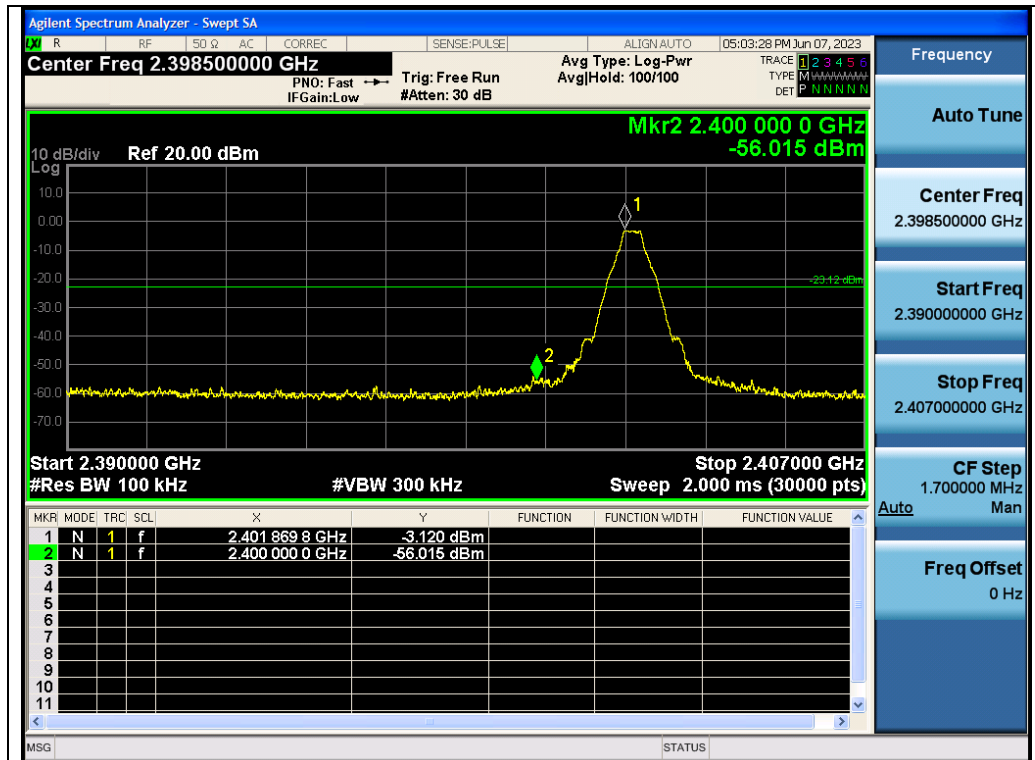 Agilent Spectrum Analyzer - Swept SA
LXI R RF 50 Ω AC CORREC SENSE:PULSE ALIGN AUTO 05:03:28 PM Jun 07, 2023
Center Freq 2.398500000 GHz
PNO: Fast
IFGain:Low
Trig: Free Run
#Atten: 30 dB
Avg Type: Log-Pwr
Avg|Hold: 100/100
TRACE 1 2 3 4 5 6
TYPE M WWWWW
DET P N N N N N
Mkr2 2.400 000 0 GHz
-56.015 dBm
10 dB/div Ref 20.00 dBm
Log
10.0
0.00
-10.0
-20.0
-30.0
-40.0
-50.0
-60.0
-70.0
1
-23.12 dBm
2
Start 2.390000 GHz Stop 2.407000 GHz
#Res BW 100 kHz #VBW 300 kHz Sweep 2.000 ms (30000 pts)
MKR MODE TRC SCL X Y FUNCTION FUNCTION WIDTH FUNCTION VALUE
1 N 1 f 2.401 869 8 GHz -3.120 dBm
2 N 1 f 2.400 000 0 GHz -56.015 dBm
3
4
5
6
7
8
9
10
11
MSG STATUS
Frequency
Auto Tune
Center Freq
2.398500000 GHz
Start Freq
2.390000000 GHz
Stop Freq
2.407000000 GHz
CF Step
1.700000 MHz
Auto Man
Freq Offset
0 Hz